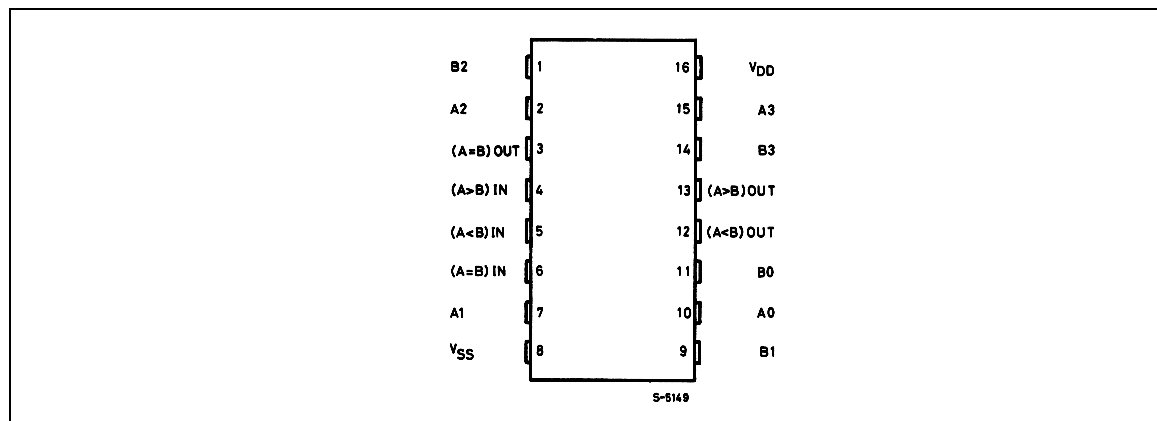 B2 1 16 VDD
A2 2 15 A3
(A=B)OUT 3 14 B3
(A>B)IN 4 13 (A>B)OUT
(A<B)IN 5 12 (A<B)OUT
(A=B)IN 6 11 B0
A1 7 10 A0
VSS 8 9 B1
S-5149